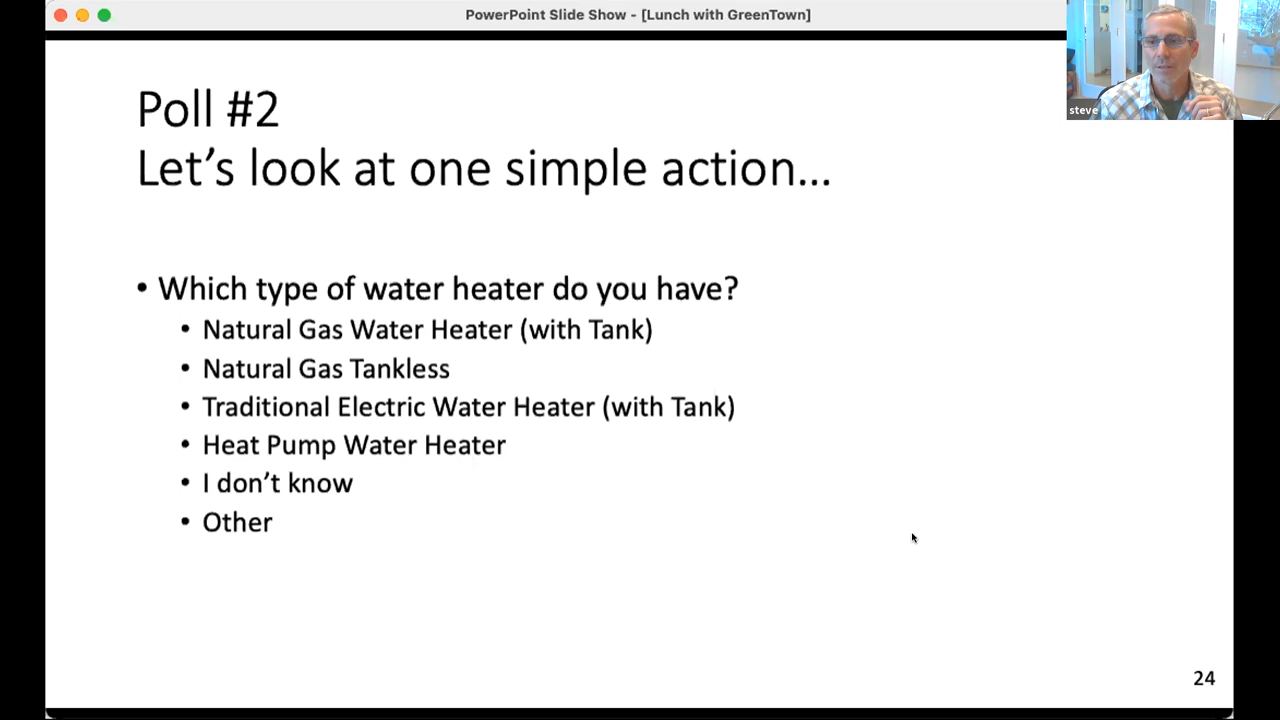 PowerPoint Slide Show - [Lunch with GreenTown]
steve
Poll #2
Let’s look at one simple action…
• Which type of water heater do you have?
• Natural Gas Water Heater (with Tank)
• Natural Gas Tankless
• Traditional Electric Water Heater (with Tank)
• Heat Pump Water Heater
• I don’t know
• Other
24